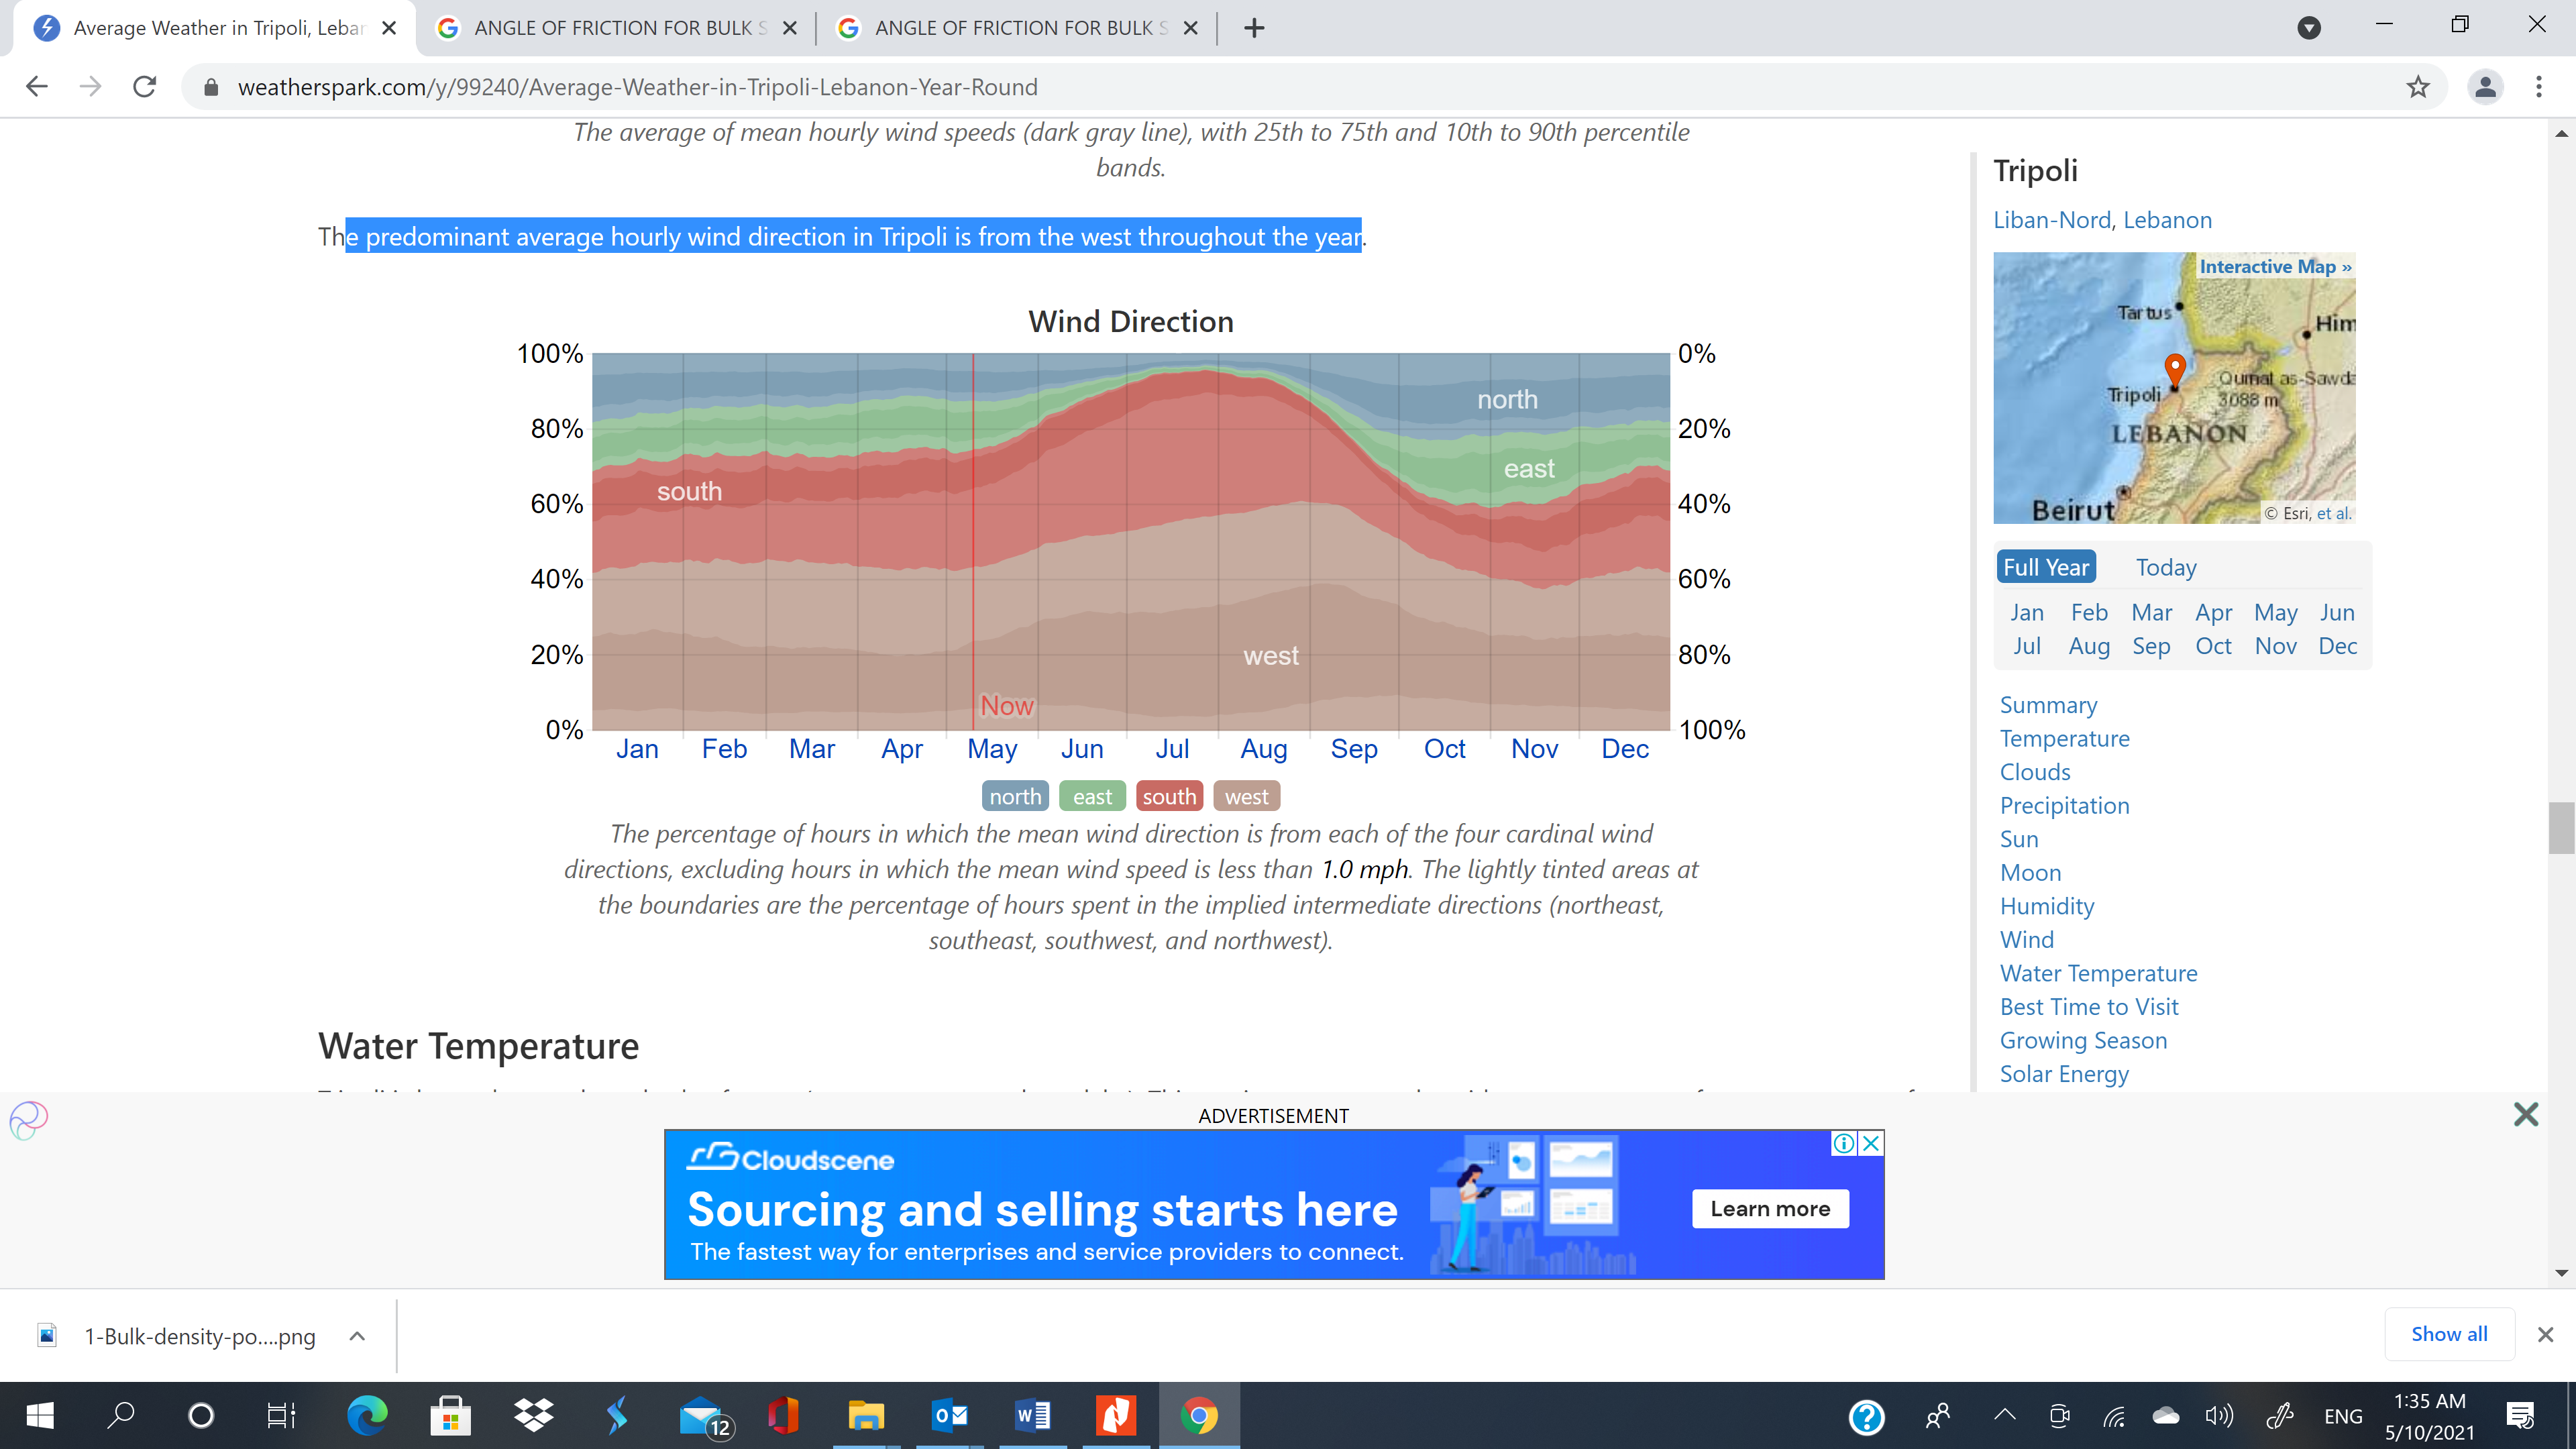 Average Weather in Tripoli, Lebar
ANGLE OF FRICTION FOR BULK S
ANGLE OF FRICTION FOR BULK S
weatherspark.com/y/99240/Average-Weather-in-Tripoli-Lebanon-Year-Round
The average of mean hourly wind speeds (dark gray line), with 25th to 75th and 10th to 90th percentile
bands.
The predominant average hourly wind direction in Tripoli is from the west throughout the year.
Wind Direction
100%
80%
60%
40%
20%
0%
0%
20%
40%
60%
80%
100%
north
east
south
west
Now
Jan Feb Mar Apr May Jun Jul Aug Sep Oct Nov Dec
north east south west
The percentage of hours in which the mean wind direction is from each of the four cardinal wind
directions, excluding hours in which the mean wind speed is less than 1.0 mph. The lightly tinted areas at
the boundaries are the percentage of hours spent in the implied intermediate directions (northeast,
southeast, southwest, and northwest).
Water Temperature
Tripoli
Liban-Nord, Lebanon
Interactive Map »
Tartus
Him
Tripoli
Qurnat as-Sawda
3088 m
LEBANON
Beirut
© Esri, et al.
Full Year Today
Jan Feb Mar Apr May Jun
Jul Aug Sep Oct Nov Dec
Summary
Temperature
Clouds
Precipitation
Sun
Moon
Humidity
Wind
Water Temperature
Best Time to Visit
Growing Season
Solar Energy
ADVERTISEMENT
Cloudscene
Sourcing and selling starts here
The fastest way for enterprises and service providers to connect.
Learn more
1-Bulk-density-po....png
Show all
12
ENG
1:35 AM
5/10/2021